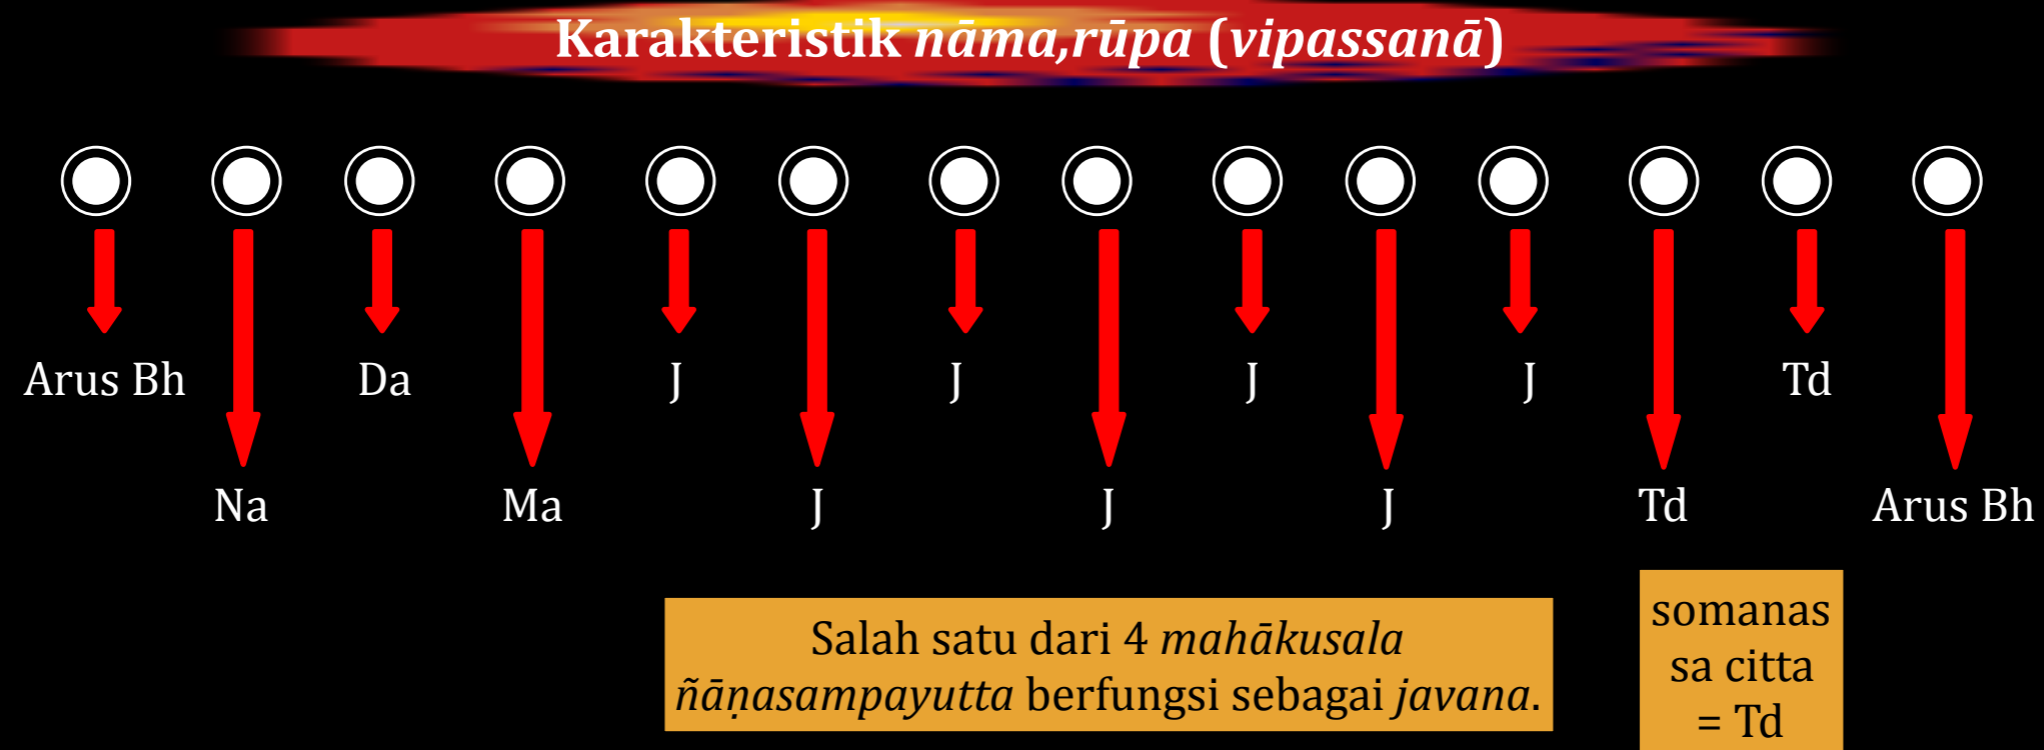 Karakteristik nāma,rūpa (vipassanā)
Arus Bh Da J J J J Td
Na Ma J J J Td Arus Bh
Salah satu dari 4 mahākusala
ñāṇasampayutta berfungsi sebagai javana.
somanas
sa citta
= Td